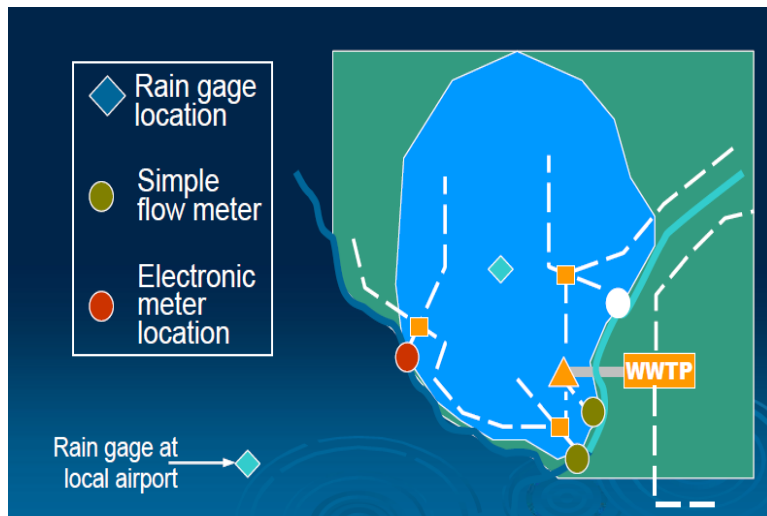 Rain gage
location
Simple
flow meter
Electronic
meter
location
WWTP
Rain gage at
local airport